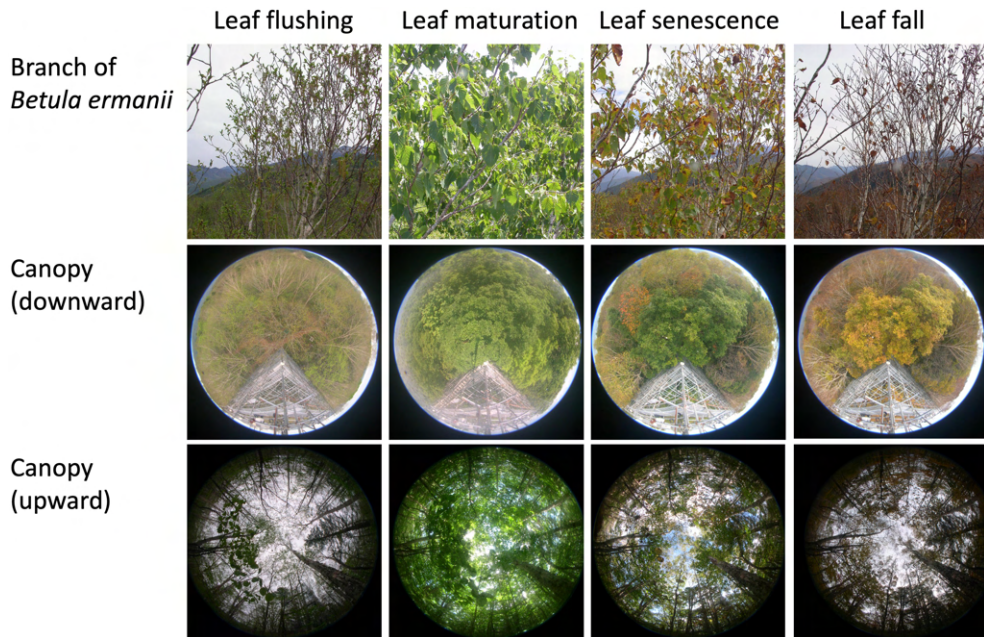 Leaf flushing
Leaf maturation
Leaf senescence
Leaf fall
Branch of
Betula ermanii
Canopy
(downward)
Canopy
(upward)